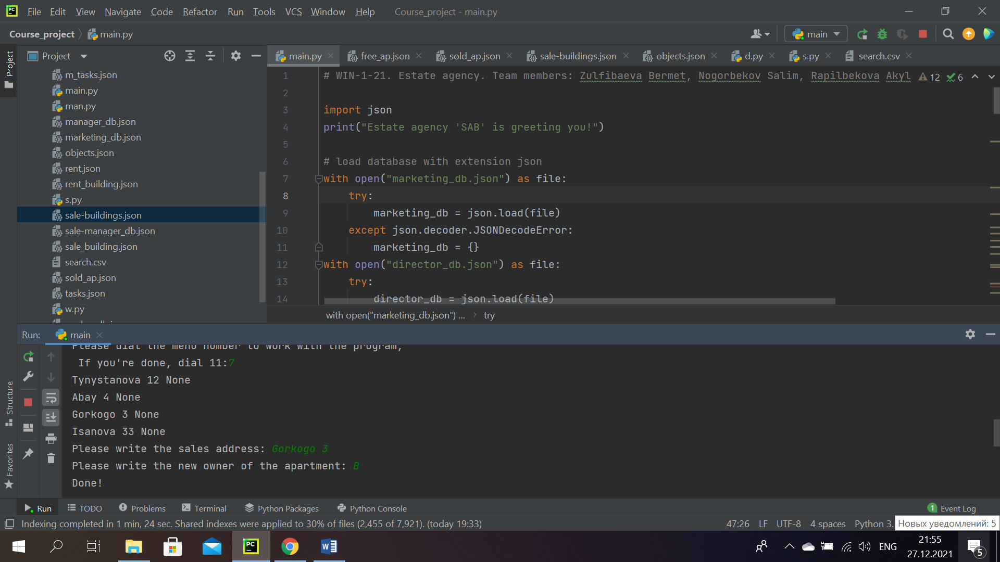 File Edit View Navigate Code Refactor Run Tools VCS Window Help Course_project - main.py
Course_project main.py main
Project
Project
main.py free_ap.json sold_ap.json sale-buildings.json objects.json d.py s.py search.csv
m_tasks.json
main.py
man.py
manager_db.json
marketing_db.json
objects.json
rent.json
rent_building.json
s.py
sale-buildings.json
sale-manager_db.json
sale_building.json
search.csv
sold_ap.json
tasks.json
w.py
1 # WIN-1-21. Estate agency. Team members: Zulfibaeva Bermet, Nogorbekov Salim, Rapilbekova Akyl 12 6
2
3 import json
4 print("Estate agency 'SAB' is greeting you!")
5
6 # load database with extension json
7 with open("marketing_db.json") as file:
8 try:
9 marketing_db = json.load(file)
10 except json.decoder.JSONDecodeError:
11 marketing_db = {}
12 with open("director_db.json") as file:
13 try:
14 director_db = json.load(file)
with open("marketing_db.json") ... › try
Run: main
Please dial the menu number to work with the program,
If you're done, dial 11:7
Tynystanova 12 None
Abay 4 None
Gorkogo 3 None
Isanova 33 None
Please write the sales address: Gorkogo 3
Please write the new owner of the apartment: B
Done!
Structure
Favorites
Run TODO Problems Terminal Python Packages Python Console 1 Event Log
Indexing completed in 1 min, 24 sec. Shared indexes were applied to 30% of files (2,455 of 7,921). (today 19:33) 47:26 LF UTF-8 4 spaces Python 3.
Новых уведомлений: 5
ENG
21:55
27.12.2021
5